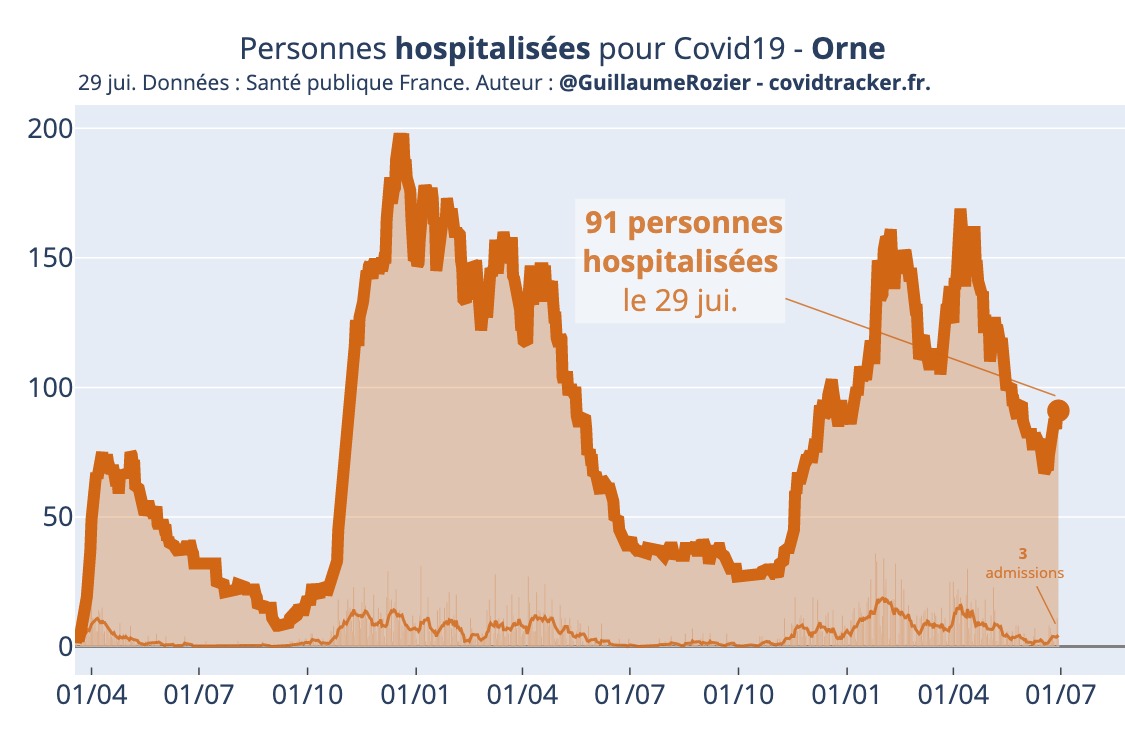 Personnes hospitalisées pour Covid19 - Orne
29 jui. Données : Santé publique France. Auteur : @GuillaumeRozier - covidtracker.fr.
200
150
100
50
0
91 personnes
hospitalisées
le 29 jui.
3
admissions
01/04 01/07 01/10 01/01 01/04 01/07 01/10 01/01 01/04 01/07